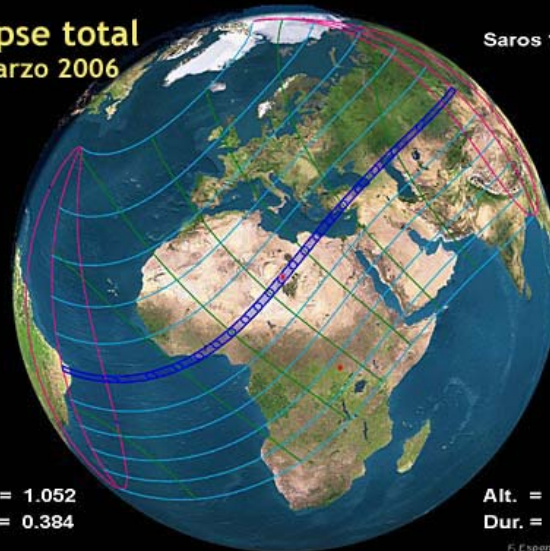 pse total
arzo 2006
Saros
= 1.052
= 0.384
Alt. =
Dur. =